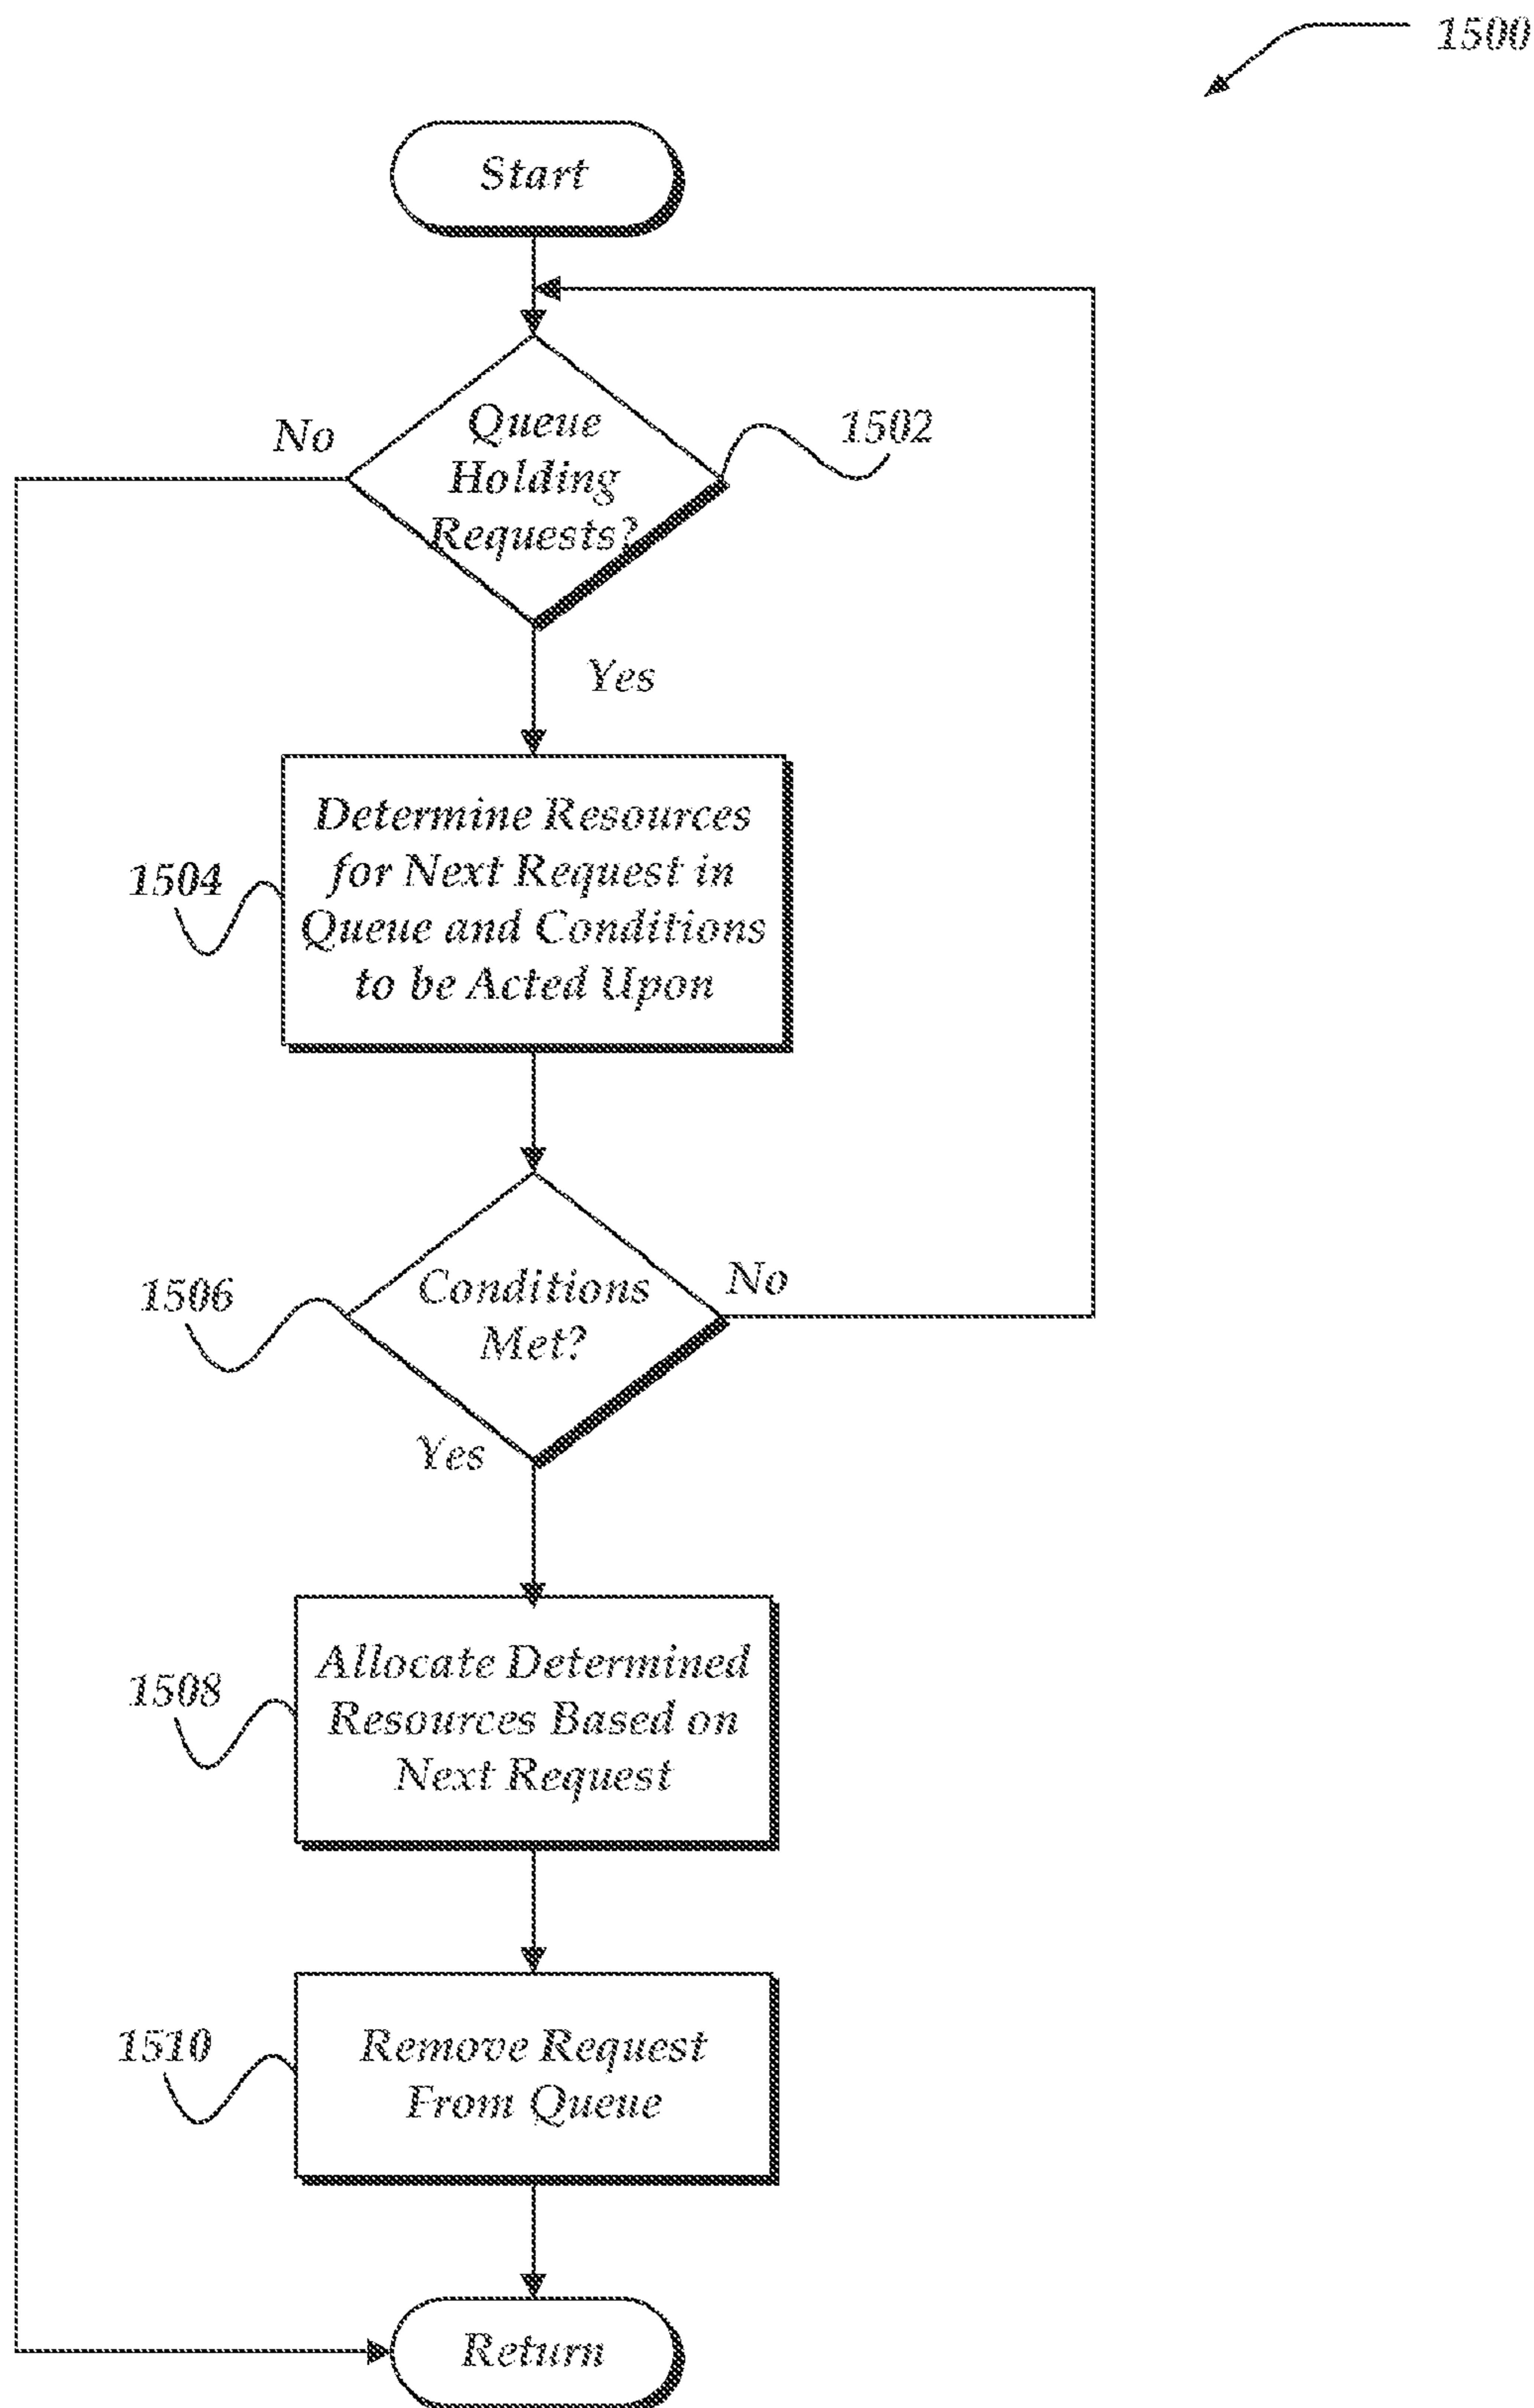 1500
Start
No
Queue
Holding
Requests?
1502
Yes
Determine Resources
for Next Request in
Queue and Conditions
to be Acted Upon
1504
1506
Conditions
Met?
No
Yes
Allocate Determined
Resources Based on
Next Request
1508
Remove Request
From Queue
1510
Return